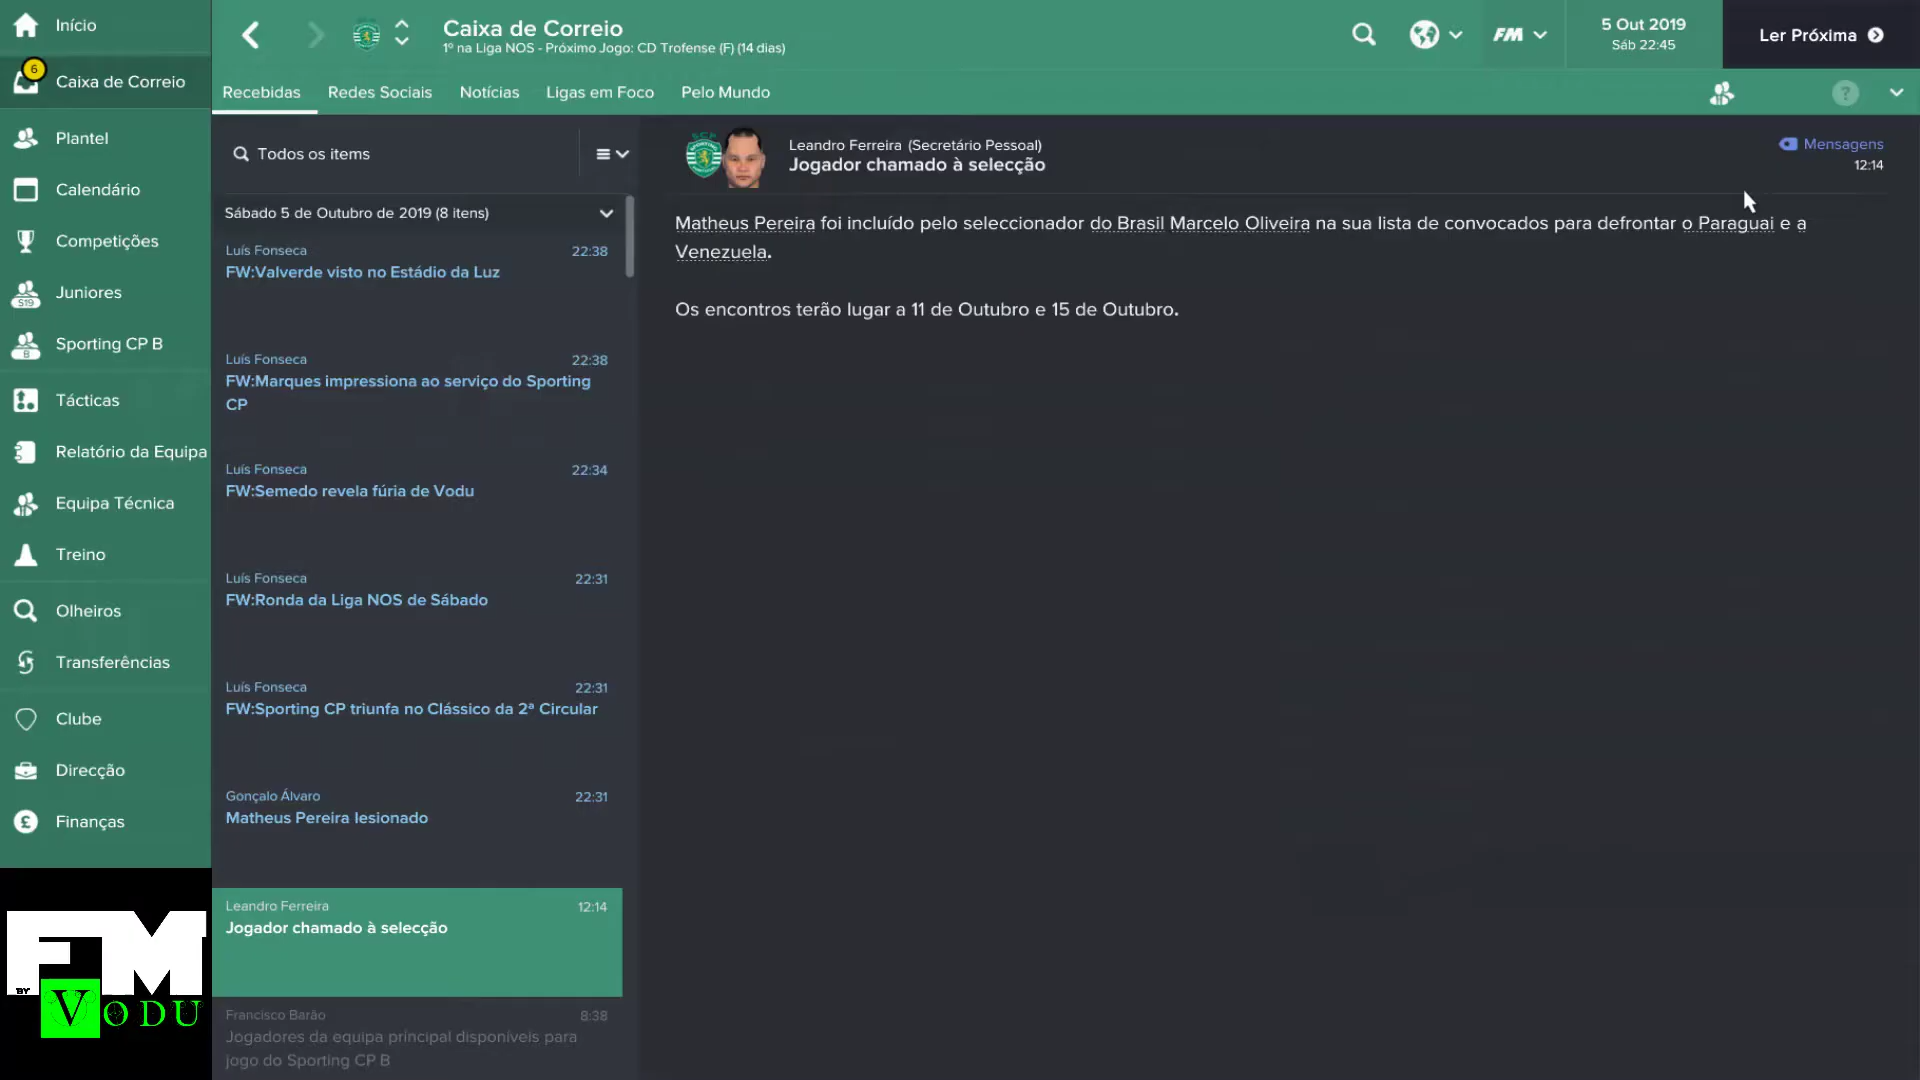 Início
6
Caixa de Correio
Plantel
Calendário
Competições
S19
Juniores
B
Sporting CP B
Tácticas
Relatório da Equipa
Equipa Técnica
Treino
Olheiros
Transferências
Clube
Direcção
£
Finanças
FM
BY
VODU
Caixa de Correio
1º na Liga NOS - Próximo Jogo: CD Trofense (F) (14 dias)
FM
5 Out 2019
Sáb 22:45
Ler Próxima
Recebidas
Redes Sociais
Notícias
Ligas em Foco
Pelo Mundo
?
Todos os items
Sábado 5 de Outubro de 2019 (8 itens)
Luís Fonseca 22:38
FW:Valverde visto no Estádio da Luz
Luís Fonseca 22:38
FW:Marques impressiona ao serviço do Sporting
CP
Luís Fonseca 22:34
FW:Semedo revela fúria de Vodu
Luís Fonseca 22:31
FW:Ronda da Liga NOS de Sábado
Luís Fonseca 22:31
FW:Sporting CP triunfa no Clássico da 2ª Circular
Gonçalo Álvaro 22:31
Matheus Pereira lesionado
Leandro Ferreira 12:14
Jogador chamado à selecção
Francisco Barão 8:38
Jogadores da equipa principal disponíveis para
jogo do Sporting CP B
SCP
SPORTING
Leandro Ferreira (Secretário Pessoal)
Jogador chamado à selecção
Mensagens
12:14
Matheus Pereira foi incluído pelo seleccionador do Brasil Marcelo Oliveira na sua lista de convocados para defrontar o Paraguai e a
Venezuela.
Os encontros terão lugar a 11 de Outubro e 15 de Outubro.